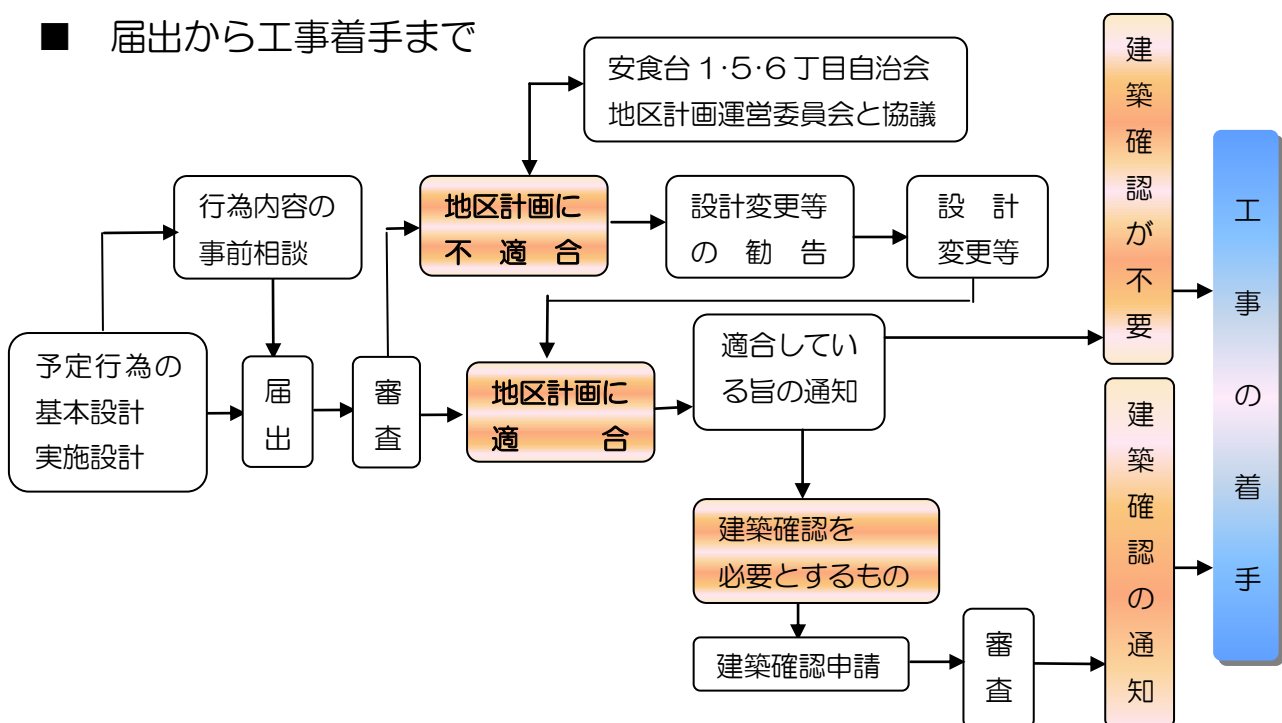 ■ 届出から工事着手まで
安食台1・5・6丁目自治会
地区計画運営委員会と協議
行為内容の
事前相談
地区計画に
不適合
設計変更等
の勧告
設計
変更等
予定行為の
基本設計
実施設計
届出
審査
地区計画に
適合
適合してい
る旨の通知
建築確認を
必要とするもの
建築確認申請
審査
建築確認が不要
建築確認の通知
工事の着手